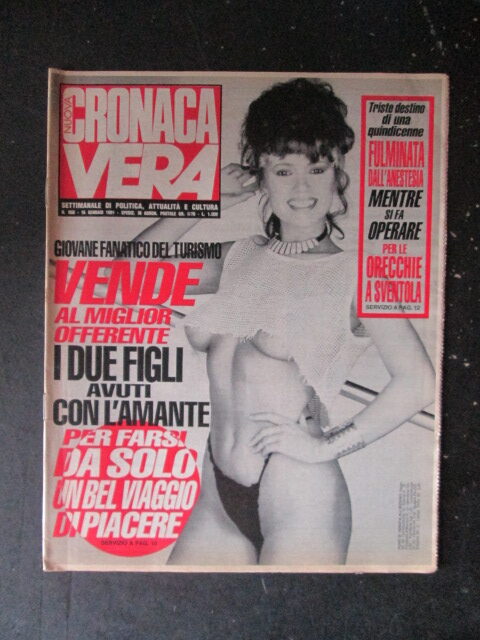 NUOVA
CRONACA
VERA
SETTIMANALE DI POLITICA, ATTUALITÀ E CULTURA
GIOVANE FANATICO DEL TURISMO
VENDE
AL MIGLIOR
OFFERENTE
I DUE FIGLI
AVUTI
CON L'AMANTE
PER FARSI
DA SOLO
UN BEL VIAGGIO
DI PIACERE
SERVIZIO A PAG. 10
Triste destino
di una
quindicenne
FULMINATA
DALL'ANESTESIA
MENTRE
SI FA
OPERARE
PER LE
ORECCHIE
A SVENTOLA
SERVIZIO A PAG. 12